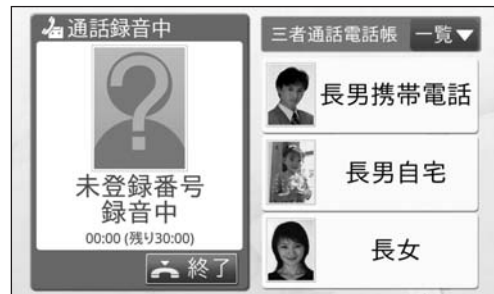 通話録音中
未登録番号
録音中
00:00 (残り30:00)
終了
三者通話電話帳 一覧▼
長男携帯電話
長男自宅
長女